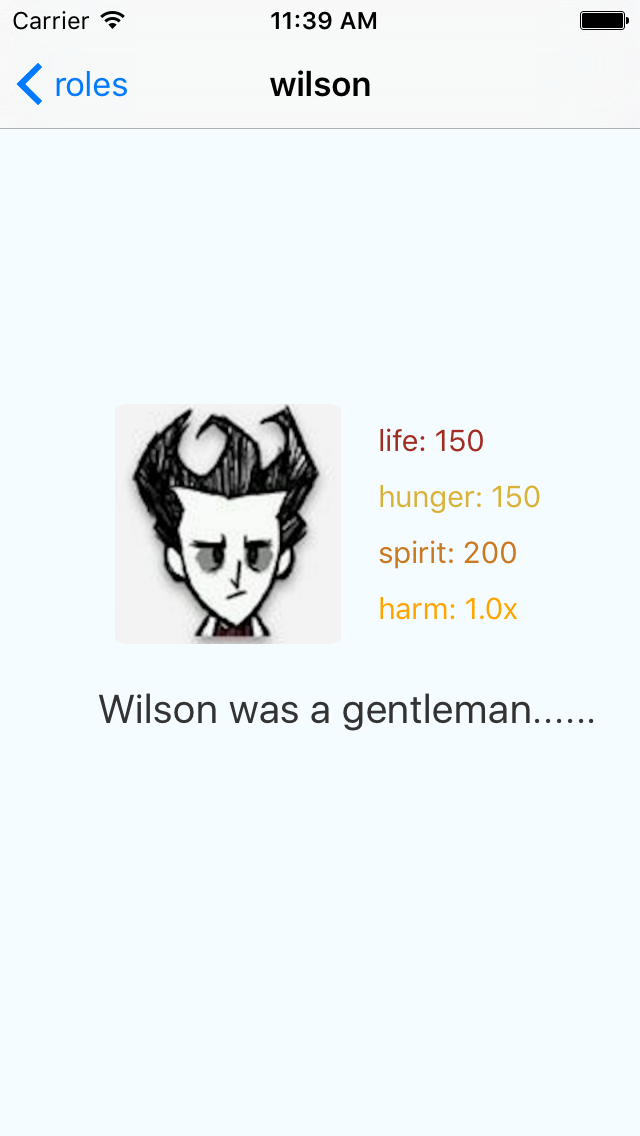 Carrier 11:39 AM
roles wilson
life: 150
hunger: 150
spirit: 200
harm: 1.0x
Wilson was a gentleman......